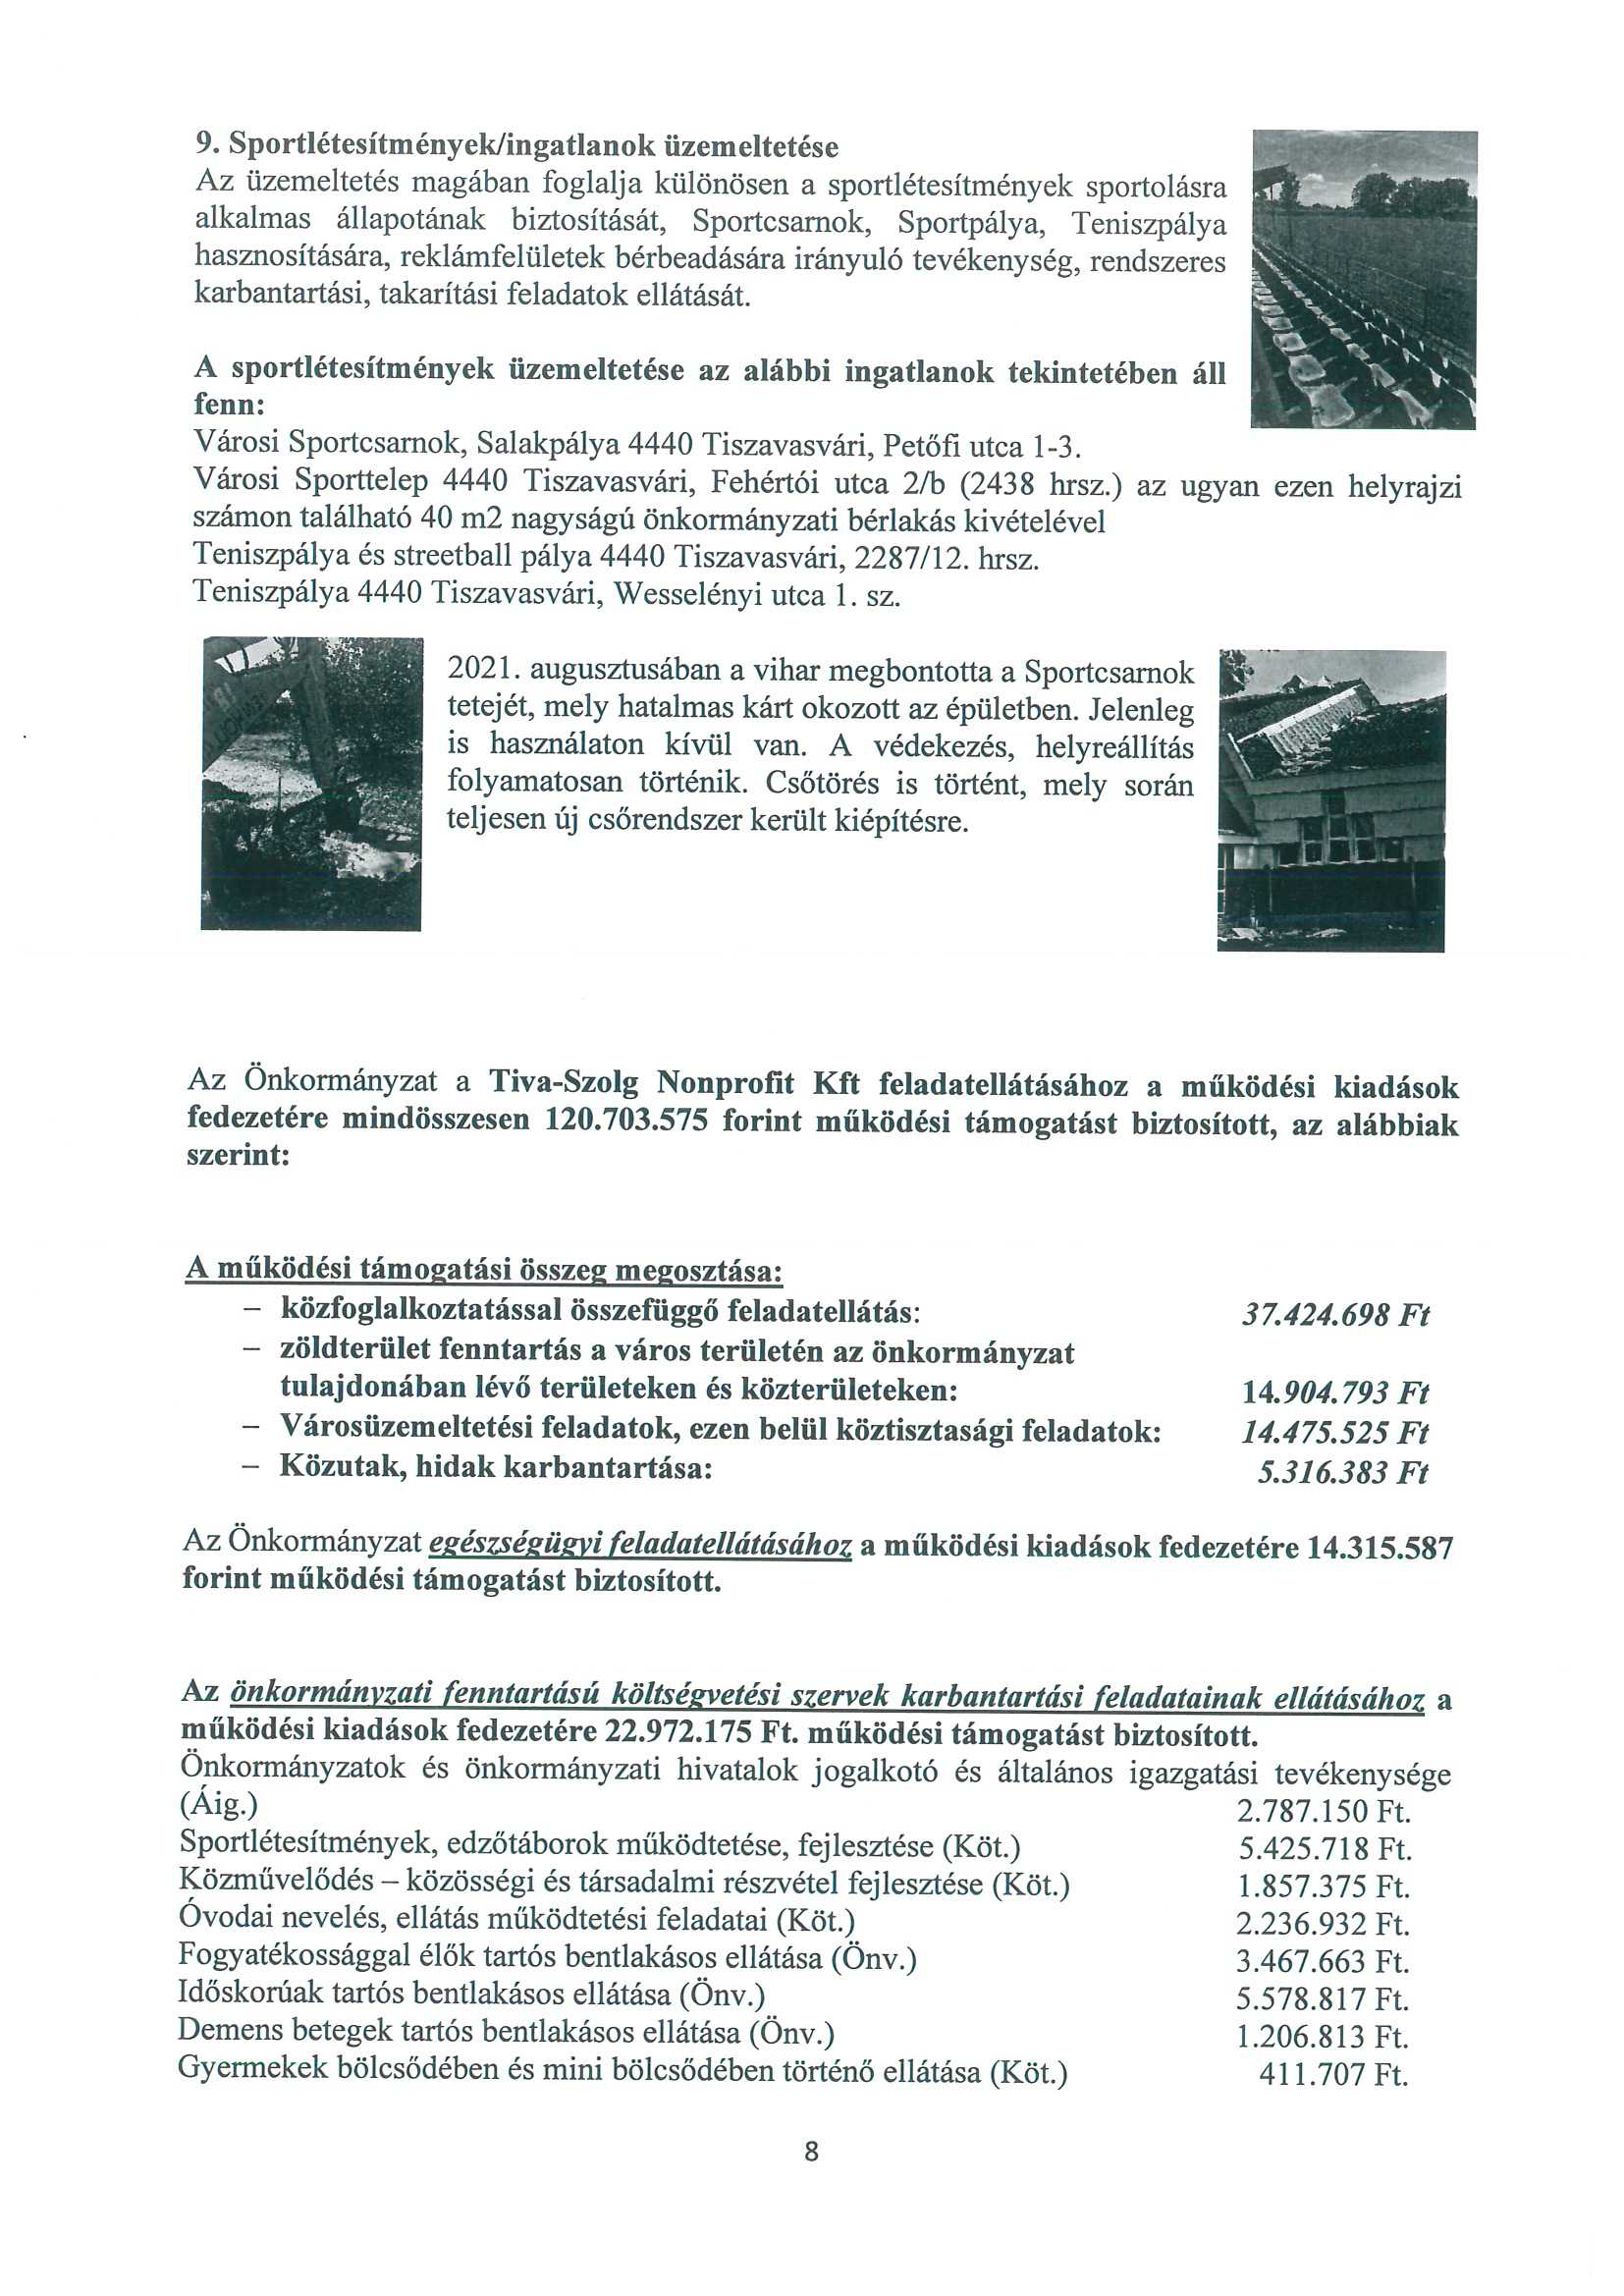 9. Sportlétesítmények/ingatlanok üzemeltetése
Az üzemeltetés magában foglalja különösen a sportlétesítmények sportolásra
alkalmas állapotának biztosítását, Sportcsarnok, Sportpálya, Teniszpálya
hasznosítására, reklámfelületek bérbeadására irányuló tevékenység, rendszeres
karbantartási, takarítási feladatok ellátását.
A sportlétesítmények üzemeltetése az alábbi ingatlanok tekintetében áll
fenn:
Városi Sportcsarnok, Salakpálya 4440 Tiszavasvári, Petőfi utca 1-3.
Városi Sporttelep 4440 Tiszavasvári, Fehértói utca 2/b (2438 hrsz.) az ugyan ezen helyrajzi
számon található 40 m2 nagyságú önkormányzati bérlakás kivételével
Teniszpálya és streetball pálya 4440 Tiszavasvári, 2287/12. hrsz.
Teniszpálya 4440 Tiszavasvári, Wesselényi utca 1. sz.
2021. augusztusában a vihar megbontotta a Sportcsarnok
tetejét, mely hatalmas kárt okozott az épületben. Jelenleg
is használaton kívül van. A védekezés, helyreállítás
folyamatosan történik. Csőtörés is történt, mely során
teljesen új csőrendszer került kiépítésre.
Az Önkormányzat a Tiva-Szolg Nonprofit Kft feladatellátásához a működési kiadások
fedezetére mindösszesen 120.703.575 forint működési támogatást biztosított, az alábbiak
szerint:
A működési támogatási összeg megosztása:
– közfoglalkoztatással összefüggő feladatellátás: 37.424.698 Ft
– zöldterület fenntartás a város területén az önkormányzat
tulajdonában lévő területeken és közterületeken: 14.904.793 Ft
– Városüzemeltetési feladatok, ezen belül köztisztasági feladatok: 14.475.525 Ft
– Közutak, hidak karbantartása: 5.316.383 Ft
Az Önkormányzat egészségügyi feladatellátásához a működési kiadások fedezetére 14.315.587
forint működési támogatást biztosított.
Az önkormányzati fenntartású költségvetési szervek karbantartási feladatainak ellátásához a
működési kiadások fedezetére 22.972.175 Ft. működési támogatást biztosított.
Önkormányzatok és önkormányzati hivatalok jogalkotó és általános igazgatási tevékenysége
(Áig.) 2.787.150 Ft.
Sportlétesítmények, edzőtáborok működtetése, fejlesztése (Köt.) 5.425.718 Ft.
Közművelődés – közösségi és társadalmi részvétel fejlesztése (Köt.) 1.857.375 Ft.
Óvodai nevelés, ellátás működtetési feladatai (Köt.) 2.236.932 Ft.
Fogyatékossággal élők tartós bentlakásos ellátása (Önv.) 3.467.663 Ft.
Időskorúak tartós bentlakásos ellátása (Önv.) 5.578.817 Ft.
Demens betegek tartós bentlakásos ellátása (Önv.) 1.206.813 Ft.
Gyermekek bölcsődében és mini bölcsődében történő ellátása (Köt.) 411.707 Ft.
8